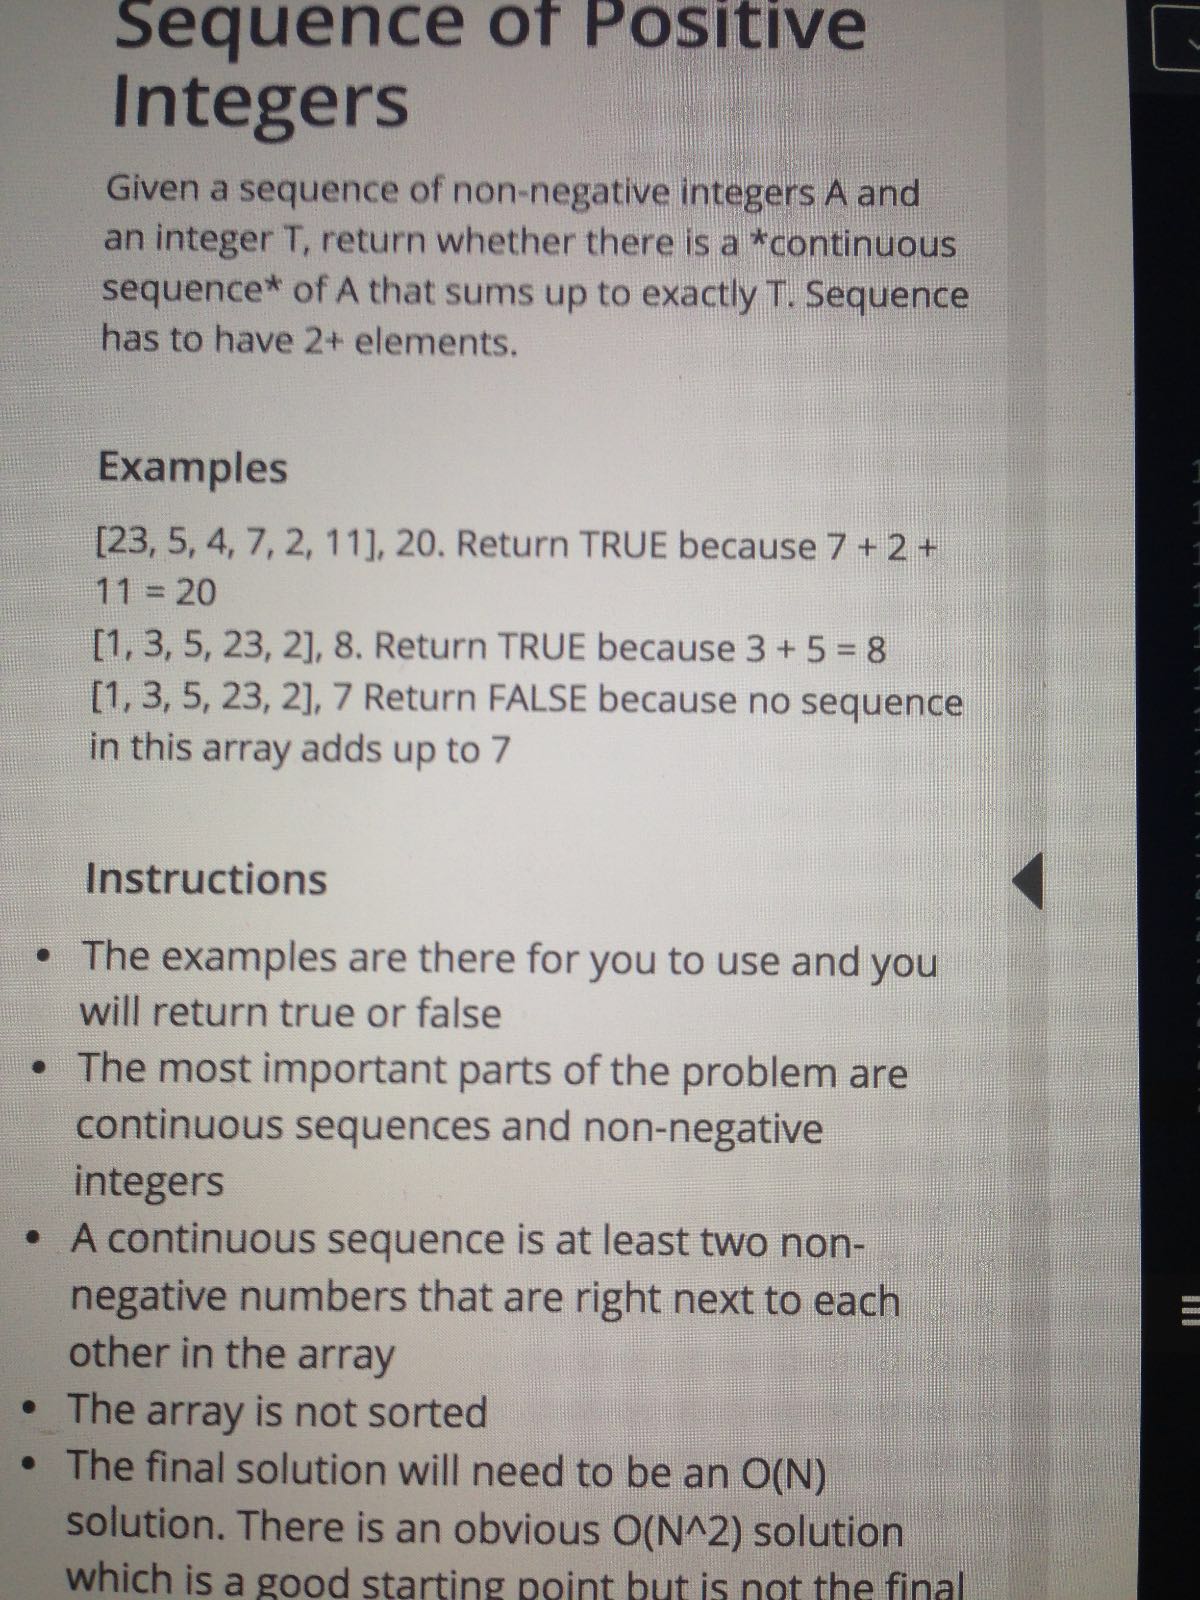 Sequence of Positive
Integers
Given a sequence of non-negative integers A and
an integer T, return whether there is a *continuous
sequence* of A that sums up to exactly T. Sequence
has to have 2+ elements.
Examples
[23, 5, 4, 7, 2, 11], 20. Return TRUE because 7 + 2 +
11 = 20
[1, 3, 5, 23, 2], 8. Return TRUE because 3 + 5 = 8
[1, 3, 5, 23, 2], 7 Return FALSE because no sequence
in this array adds up to 7
Instructions
• The examples are there for you to use and you
will return true or false
• The most important parts of the problem are
continuous sequences and non-negative
integers
• A continuous sequence is at least two non-
negative numbers that are right next to each
other in the array
• The array is not sorted
• The final solution will need to be an O(N)
solution. There is an obvious O(N^2) solution
which is a good starting point but is not the final